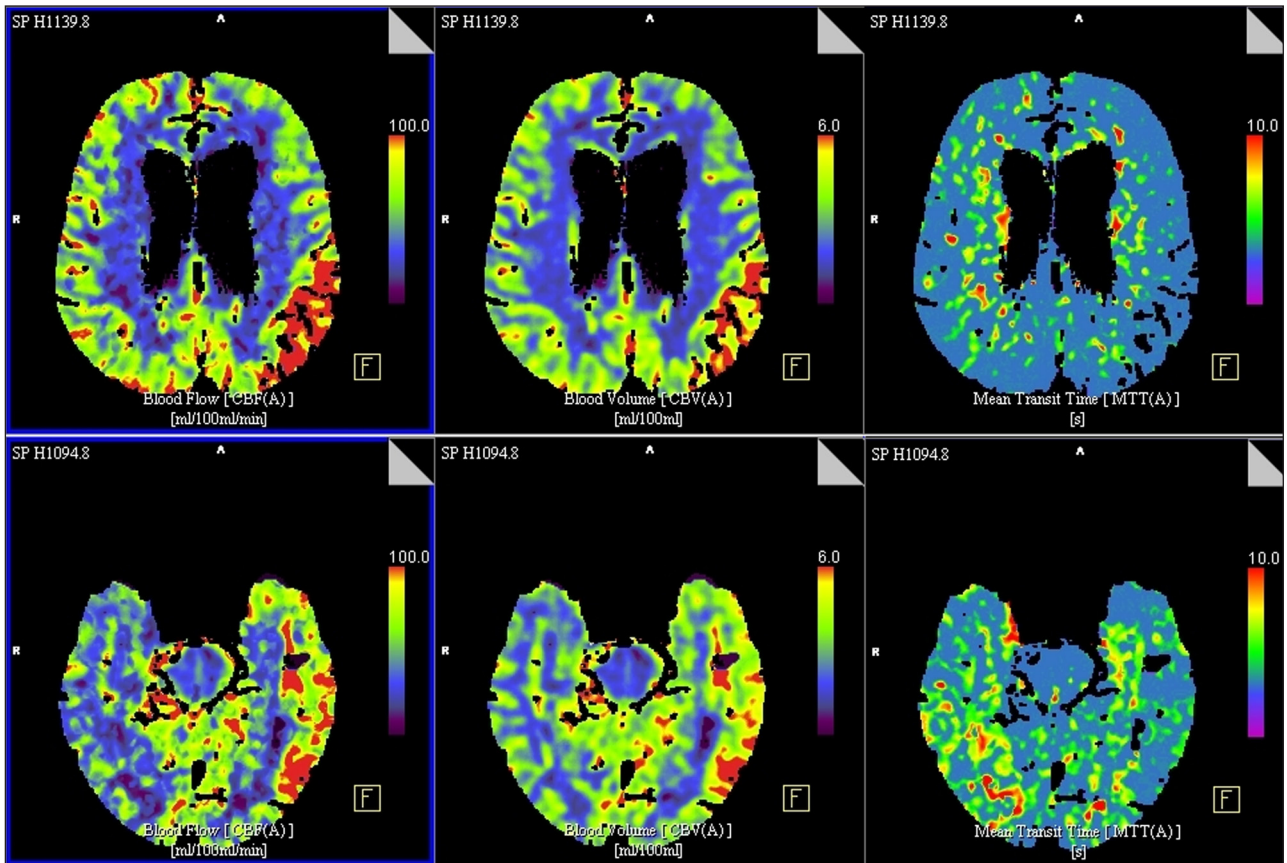 SP H1139.8
A
100.0
R
F
Blood Flow [ CBF(A) ]
[ml/100ml/min]
SP H1139.8
A
6.0
R
F
Blood Volume [ CBV(A) ]
[ml/100ml]
SP H1139.8
A
10.0
R
F
Mean Transit Time [ MTT(A) ]
[s]
SP H1094.8
A
100.0
R
F
Blood Flow [ CBF(A) ]
[ml/100ml/min]
SP H1094.8
A
6.0
R
F
Blood Volume [ CBV(A) ]
[ml/100ml]
SP H1094.8
A
10.0
R
F
Mean Transit Time [ MTT(A) ]
[s]